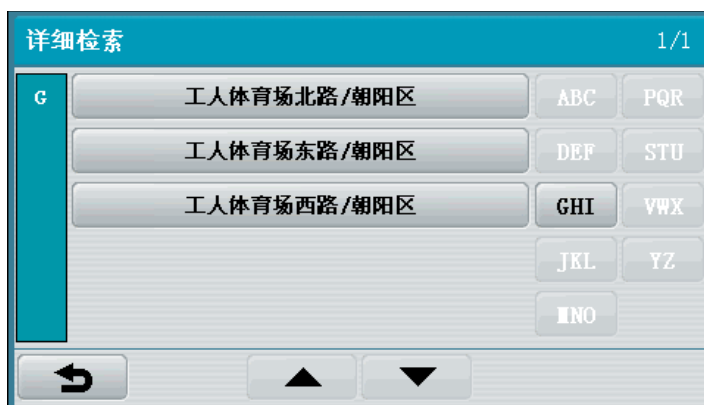 详细检索 1/1
G 工人体育场北路/朝阳区 ABC PQR
工人体育场东路/朝阳区 DEF STU
工人体育场西路/朝阳区 GHI VWX
JKL YZ
MNO